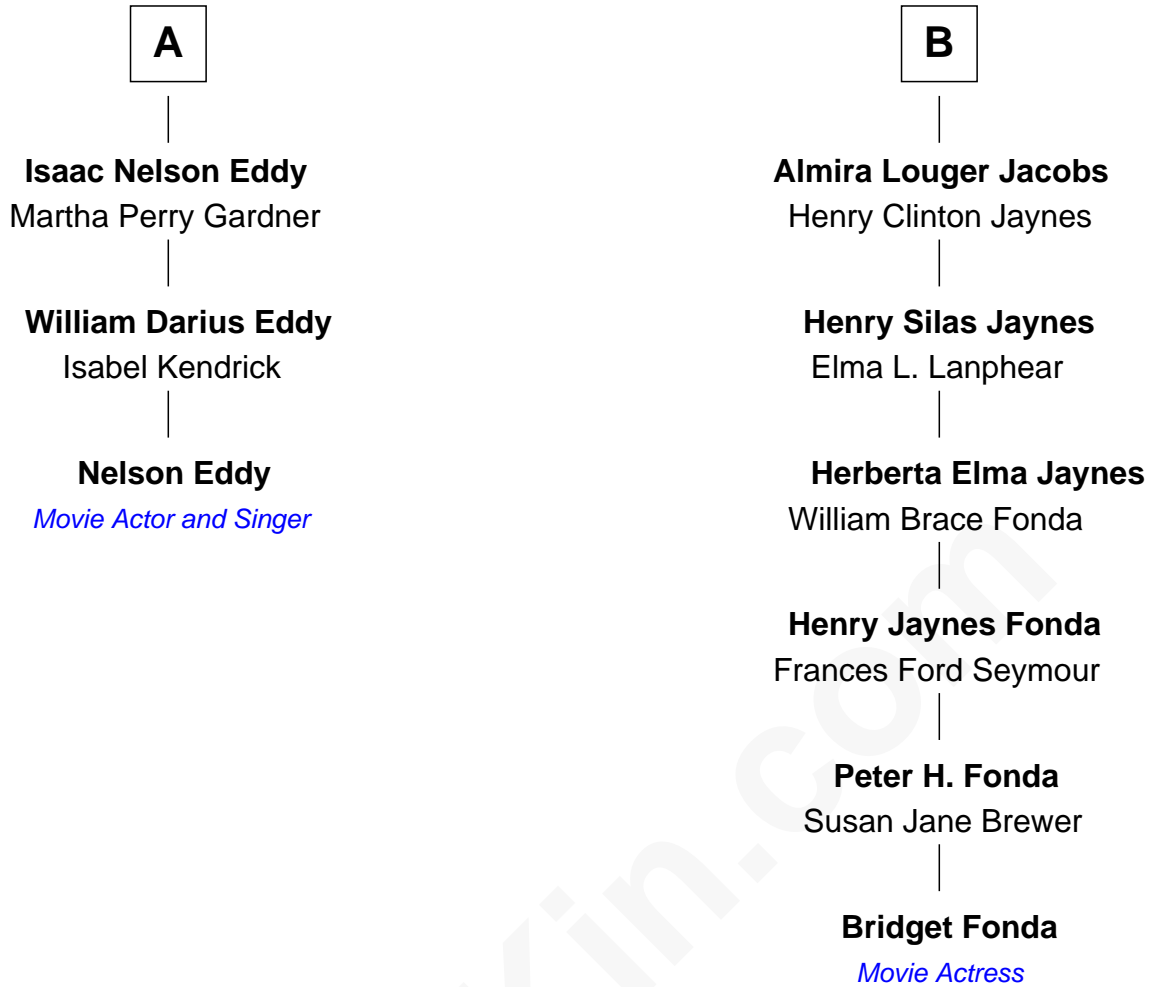 A
Isaac Nelson Eddy
Martha Perry Gardner
William Darius Eddy
Isabel Kendrick
Nelson Eddy
Movie Actor and Singer
B
Almira Louger Jacobs
Henry Clinton Jaynes
Henry Silas Jaynes
Elma L. Lanphear
Herberta Elma Jaynes
William Brace Fonda
Henry Jaynes Fonda
Frances Ford Seymour
Peter H. Fonda
Susan Jane Brewer
Bridget Fonda
Movie Actress
Kin.com